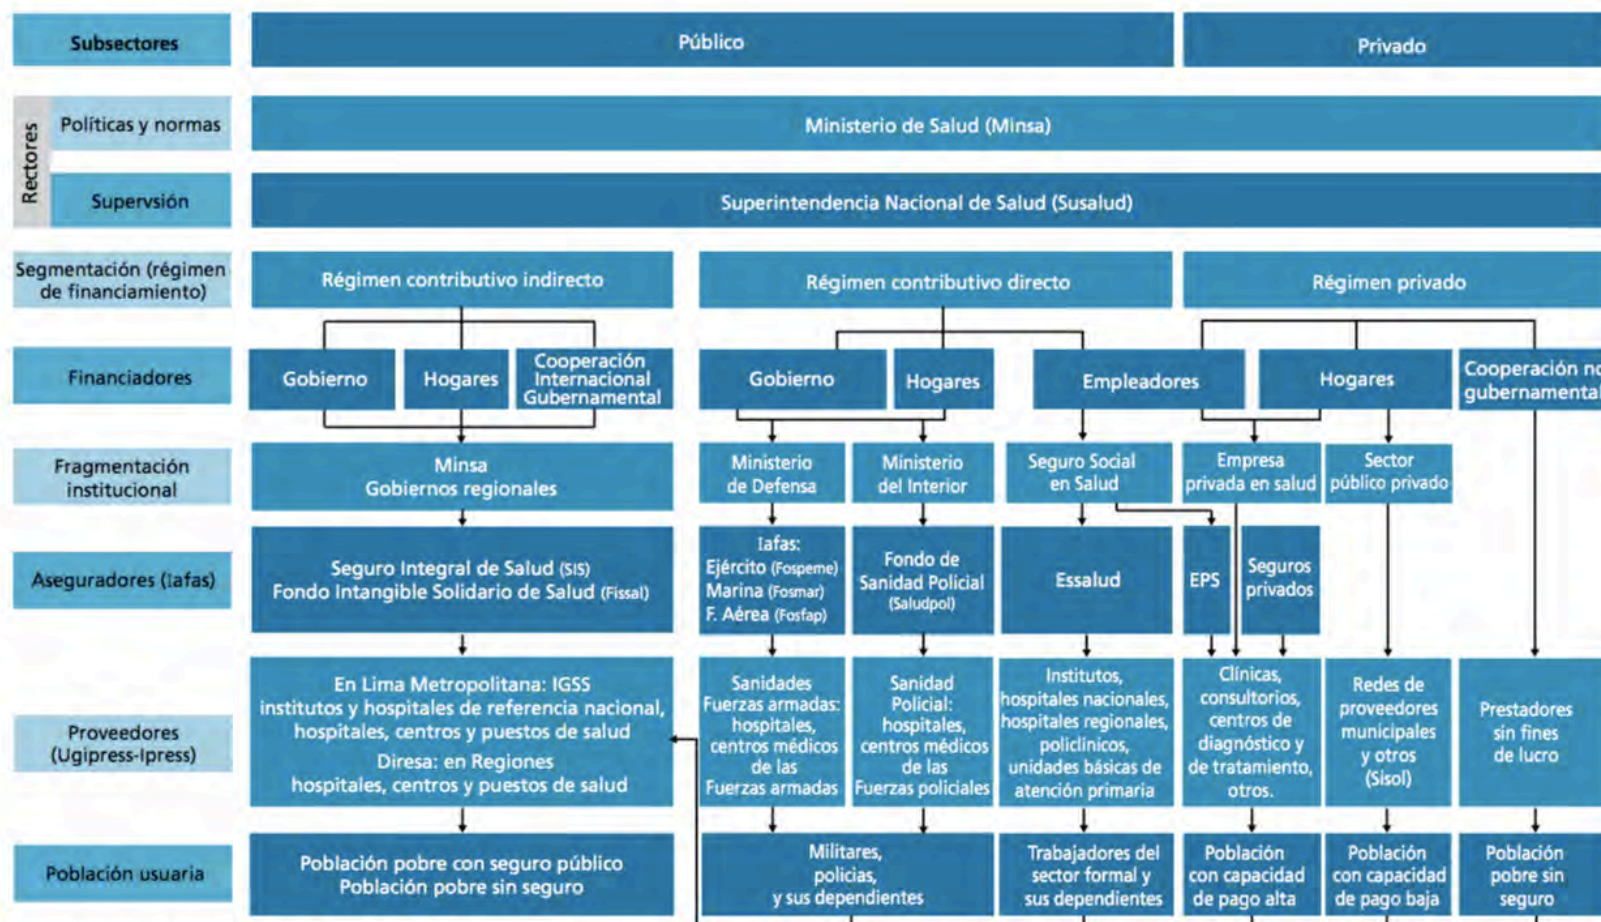 Subsectores
Público
Privado
Rectores
Políticas y normas
Ministerio de Salud (Minsa)
Supervsión
Superintendencia Nacional de Salud (Susalud)
Segmentación (régimen
de financiamiento)
Régimen contributivo indirecto
Régimen contributivo directo
Régimen privado
Financiadores
Gobierno
Hogares
Cooperación
Internacional
Gubernamental
Gobierno
Hogares
Empleadores
Hogares
Cooperación no
gubernamental
Fragmentación
institucional
Minsa
Gobiernos regionales
Ministerio
de Defensa
Ministerio
del Interior
Seguro Social
en Salud
Empresa
privada en salud
Sector
público privado
Aseguradores (Iafas)
Seguro Integral de Salud (SIS)
Fondo Intangible Solidario de Salud (Fissal)
Iafas:
Ejército (Fospeme)
Marina (Fosmar)
F. Aérea (Fosfap)
Fondo de
Sanidad Policial
(Saludpol)
Essalud
EPS
Seguros
privados
Proveedores
(Ugipress-Ipress)
En Lima Metropolitana: IGSS
institutos y hospitales de referencia nacional,
hospitales, centros y puestos de salud
Diresa: en Regiones
hospitales, centros y puestos de salud
Sanidades
Fuerzas armadas:
hospitales,
centros médicos
de las
Fuerzas armadas
Sanidad
Policial:
hospitales,
centros médicos
de las
Fuerzas policiales
Institutos,
hospitales nacionales,
hospitales regionales,
policlínicos,
unidades básicas de
atención primaria
Clínicas,
consultorios,
centros de
diagnóstico y
de tratamiento,
otros.
Redes de
proveedores
municipales
y otros
(Sisol)
Prestadores
sin fines
de lucro
Población usuaria
Población pobre con seguro público
Población pobre sin seguro
Militares,
policias,
y sus dependientes
Trabajadores del
sector formal y
sus dependientes
Población
con capacidad
de pago alta
Población
con capacidad
de pago baja
Población
pobre sin
seguro